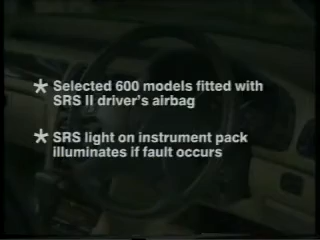 * Selected 600 models fitted with
SRS II driver's airbag
* SRS light on instrument pack
illuminates if fault occurs